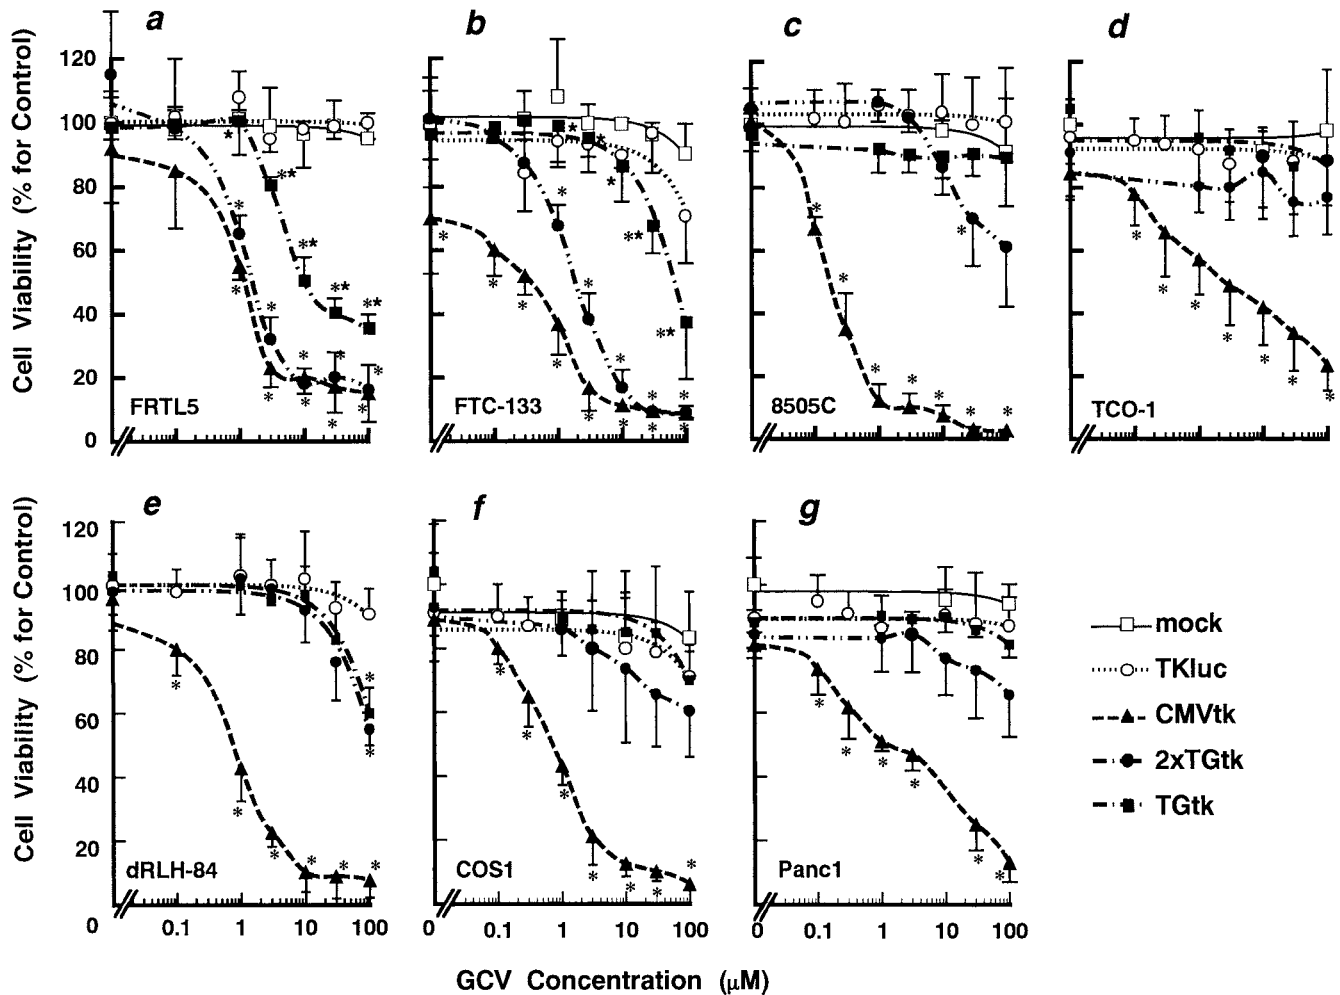 a b c d
Cell Viability (% for Control)
120
100
80
60
40
20
0
FRTL5
FTC-133
8505C
TCO-1
e f g
Cell Viability (% for Control)
120
100
80
60
40
20
0
dRLH-84
COS1
Panc1
mock
TKluc
CMVtk
2xTGtk
TGtk
0.1 1 10 100
0 0.1 1 10 100
0 0.1 1 10 100
GCV Concentration (μM)